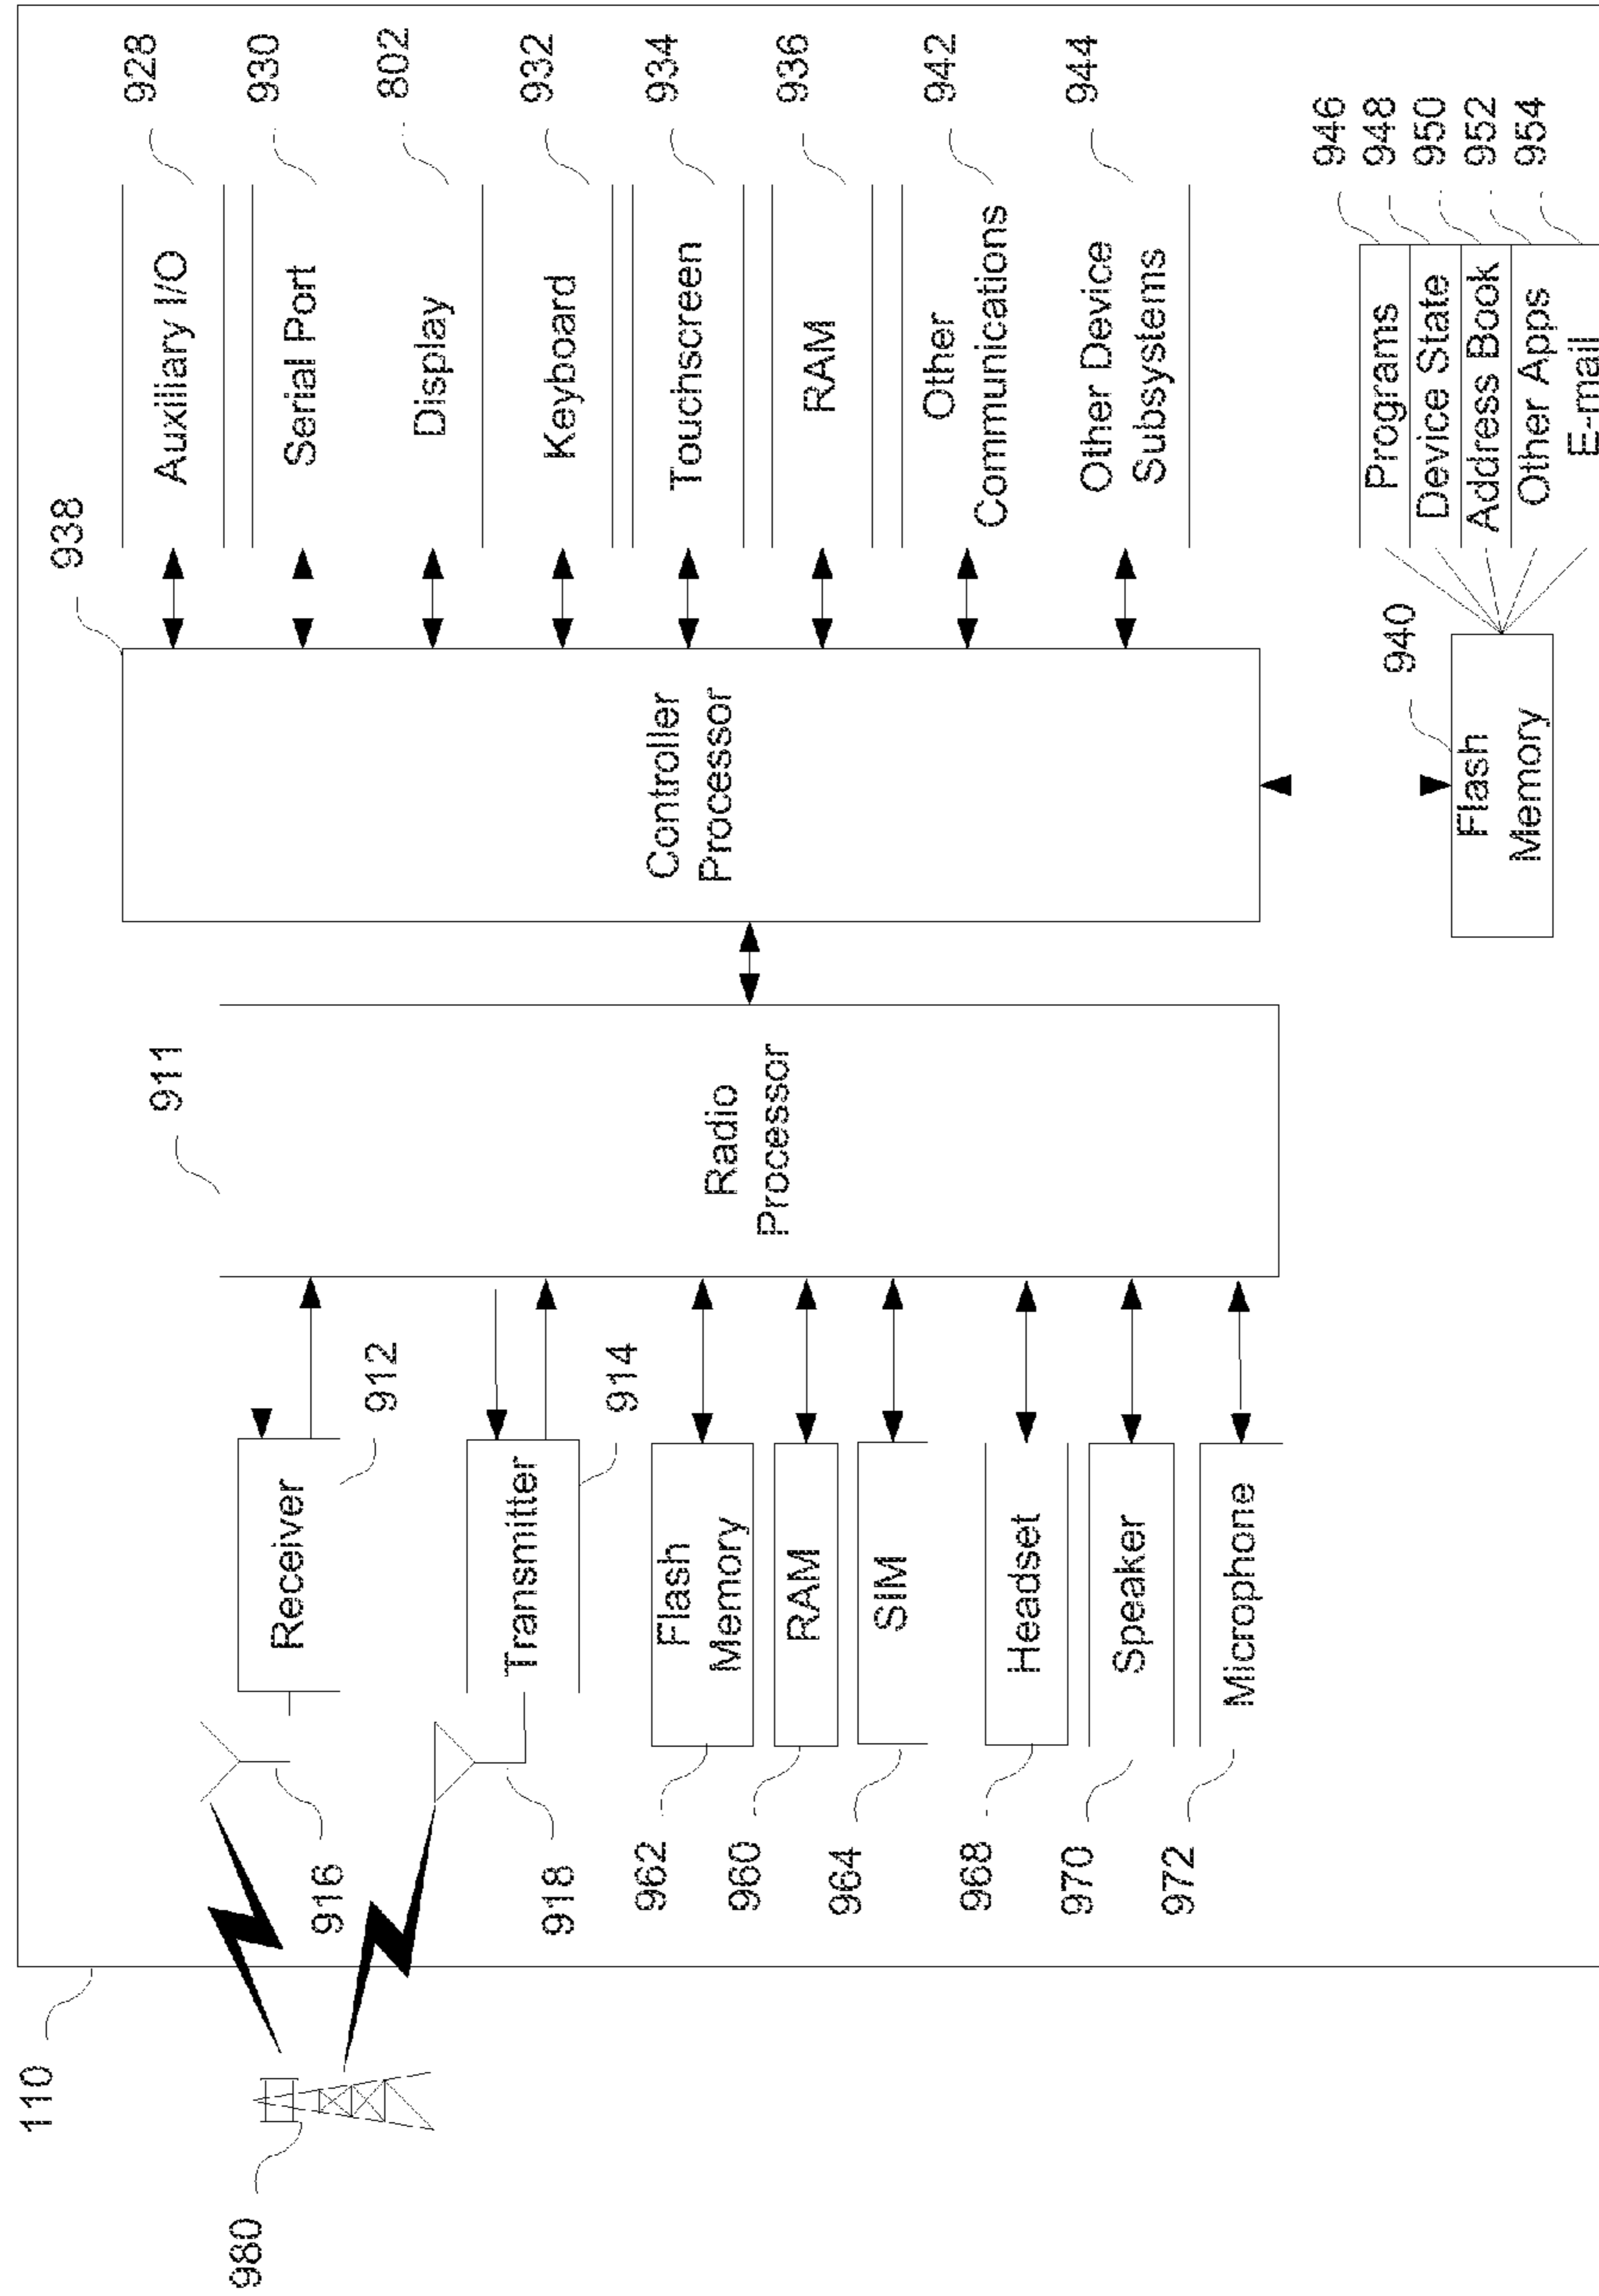 110
980
916
918
962
960
964
968
970
972
Receiver
Transmitter
Flash
Memory
RAM
SIM
Headset
Speaker
Microphone
912
914
911
Radio
Processor
938
Controller
Processor
940
Flash
Memory
Auxiliary I/O
Serial Port
Display
Keyboard
Touchscreen
RAM
Other
Communications
Other Device
Subsystems
928
930
802
932
934
936
942
944
Programs
Device State
Address Book
Other Apps
E-mail
946
948
950
952
954